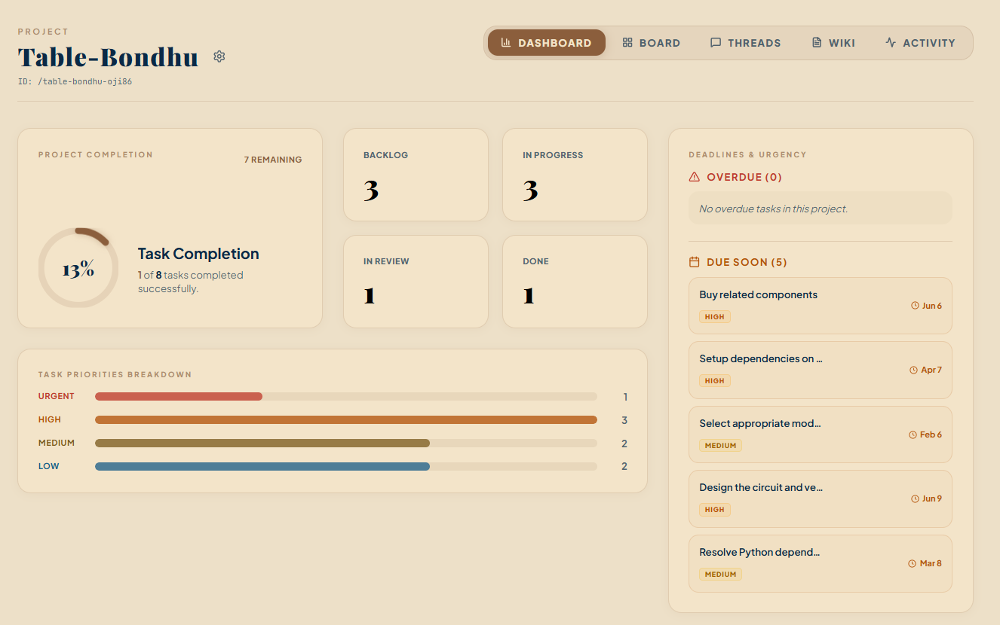 PROJECT
Table-Bondhu
ID: /table-bondhu-oji86
DASHBOARD
BOARD
THREADS
WIKI
ACTIVITY
PROJECT COMPLETION
7 REMAINING
13%
Task Completion
1 of 8 tasks completed
successfully.
BACKLOG
3
IN PROGRESS
3
IN REVIEW
1
DONE
1
TASK PRIORITIES BREAKDOWN
URGENT 1
HIGH 3
MEDIUM 2
LOW 2
DEADLINES & URGENCY
OVERDUE (0)
No overdue tasks in this project.
DUE SOON (5)
Buy related components
HIGH
Jun 6
Setup dependencies on ...
HIGH
Apr 7
Select appropriate mod...
MEDIUM
Feb 6
Design the circuit and ve...
HIGH
Jun 9
Resolve Python depend...
MEDIUM
Mar 8